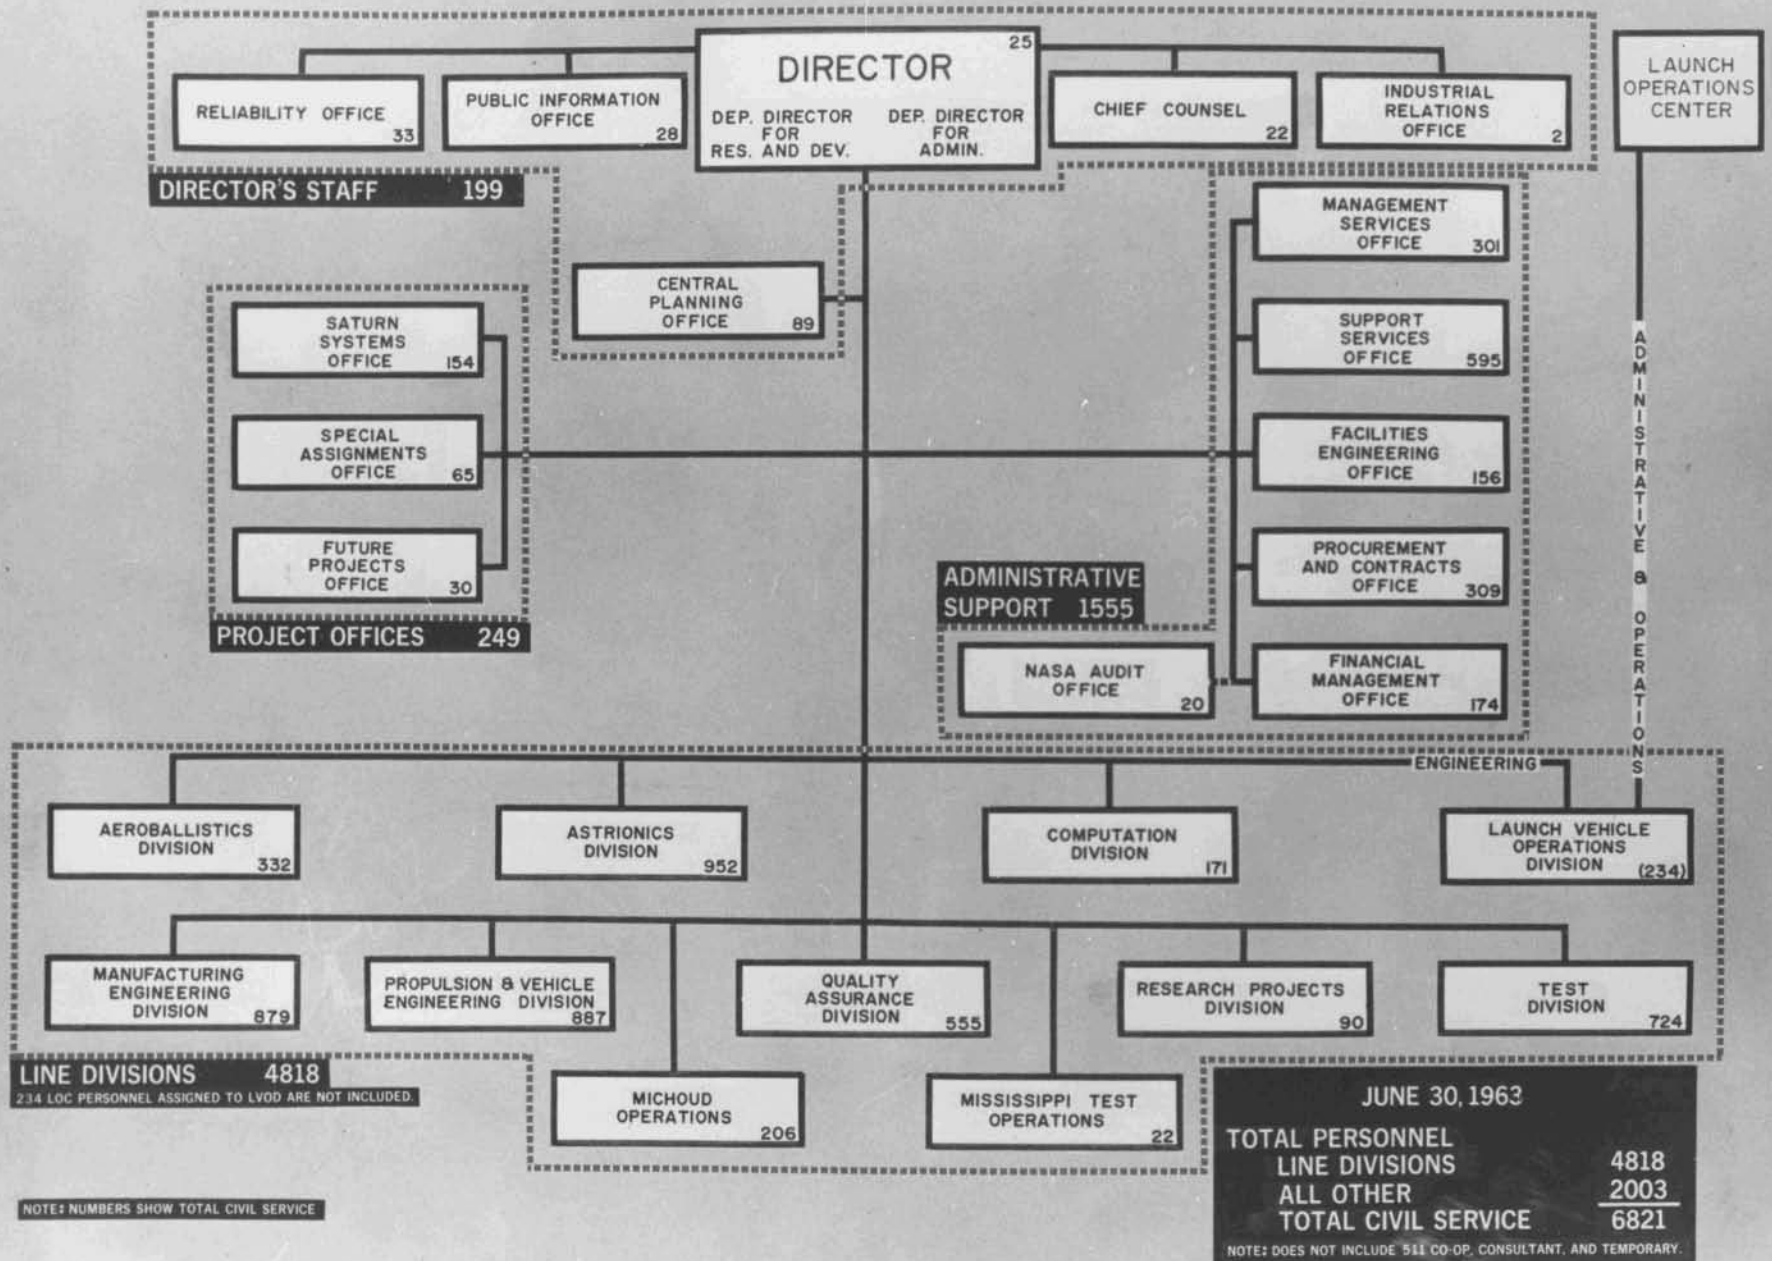 25
DIRECTOR
DEP. DIRECTOR
FOR
RES. AND DEV.
DEP. DIRECTOR
FOR
ADMIN.
RELIABILITY OFFICE
33
PUBLIC INFORMATION
OFFICE
28
CHIEF COUNSEL
22
INDUSTRIAL
RELATIONS
OFFICE
2
LAUNCH
OPERATIONS
CENTER
DIRECTOR'S STAFF 199
CENTRAL
PLANNING
OFFICE
89
MANAGEMENT
SERVICES
OFFICE
301
SUPPORT
SERVICES
OFFICE
595
FACILITIES
ENGINEERING
OFFICE
156
PROCUREMENT
AND CONTRACTS
OFFICE
309
FINANCIAL
MANAGEMENT
OFFICE
174
NASA AUDIT
OFFICE
20
ADMINISTRATIVE
SUPPORT 1555
SATURN
SYSTEMS
OFFICE
154
SPECIAL
ASSIGNMENTS
OFFICE
65
FUTURE
PROJECTS
OFFICE
30
PROJECT OFFICES 249
ADMINISTRATIVE & OPERATIONS
ENGINEERING
AEROBALLISTICS
DIVISION
332
ASTRIONICS
DIVISION
952
COMPUTATION
DIVISION
171
LAUNCH VEHICLE
OPERATIONS
DIVISION
(234)
MANUFACTURING
ENGINEERING
DIVISION
879
PROPULSION & VEHICLE
ENGINEERING DIVISION
887
QUALITY
ASSURANCE
DIVISION
555
RESEARCH PROJECTS
DIVISION
90
TEST
DIVISION
724
MICHOUD
OPERATIONS
206
MISSISSIPPI TEST
OPERATIONS
22
LINE DIVISIONS 4818
234 LOC PERSONNEL ASSIGNED TO LVOD ARE NOT INCLUDED.
JUNE 30, 1963
TOTAL PERSONNEL
LINE DIVISIONS 4818
ALL OTHER 2003
TOTAL CIVIL SERVICE 6821
NOTE: DOES NOT INCLUDE 511 CO-OP, CONSULTANT, AND TEMPORARY.
NOTE: NUMBERS SHOW TOTAL CIVIL SERVICE